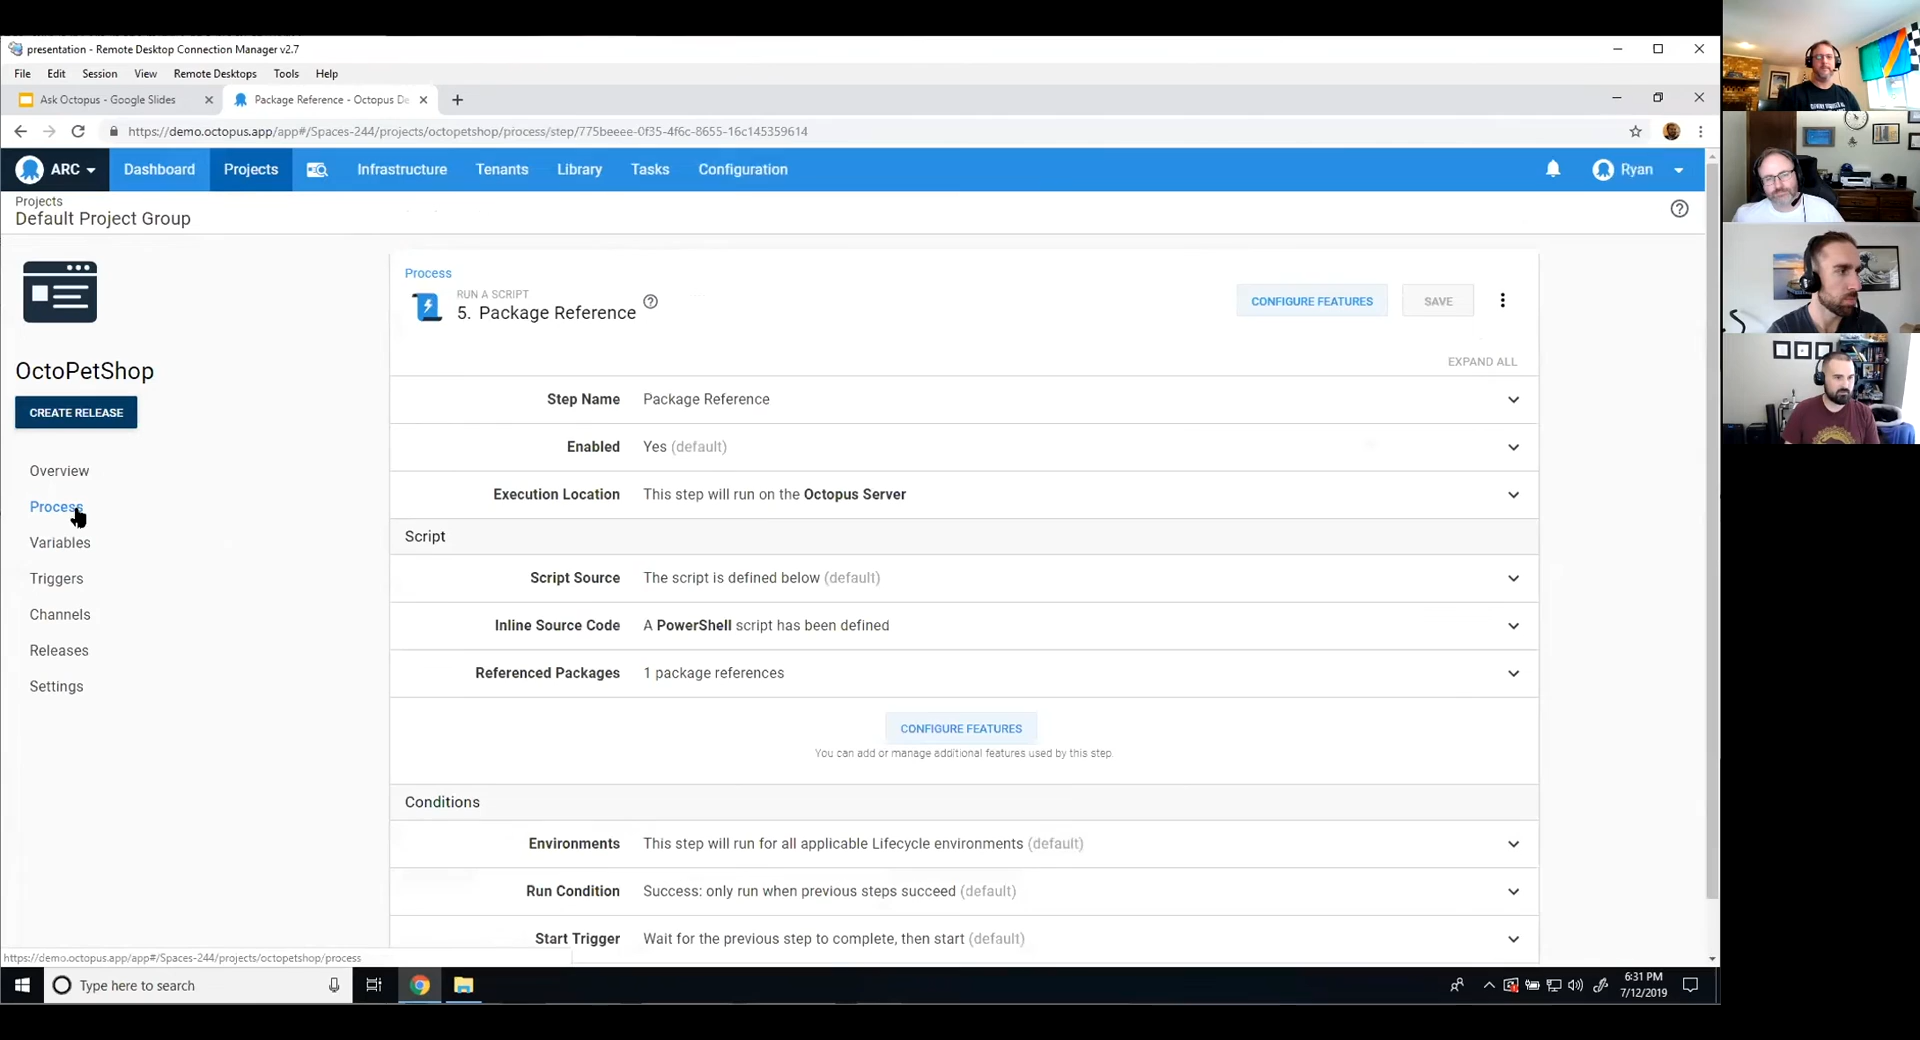 presentation - Remote Desktop Connection Manager v2.7
File Edit Session View Remote Desktops Tools Help
Ask Octopus - Google Slides
Package Reference - Octopus De
https://demo.octopus.app/app#/Spaces-244/projects/octopetshop/process/step/775beeee-0f35-4f6c-8655-16c145359614
ARC Dashboard Projects Infrastructure Tenants Library Tasks Configuration Ryan
Projects
Default Project Group
OctoPetShop
CREATE RELEASE
Overview
Process
Variables
Triggers
Channels
Releases
Settings
Process
RUN A SCRIPT
5. Package Reference
CONFIGURE FEATURES
SAVE
EXPAND ALL
Step Name Package Reference
Enabled Yes (default)
Execution Location This step will run on the Octopus Server
Script
Script Source The script is defined below (default)
Inline Source Code A PowerShell script has been defined
Referenced Packages 1 package references
CONFIGURE FEATURES
You can add or manage additional features used by this step.
Conditions
Environments This step will run for all applicable Lifecycle environments (default)
Run Condition Success: only run when previous steps succeed (default)
Start Trigger Wait for the previous step to complete, then start (default)
https://demo.octopus.app/app#/Spaces-244/projects/octopetshop/process
Type here to search
6:31 PM
7/12/2019